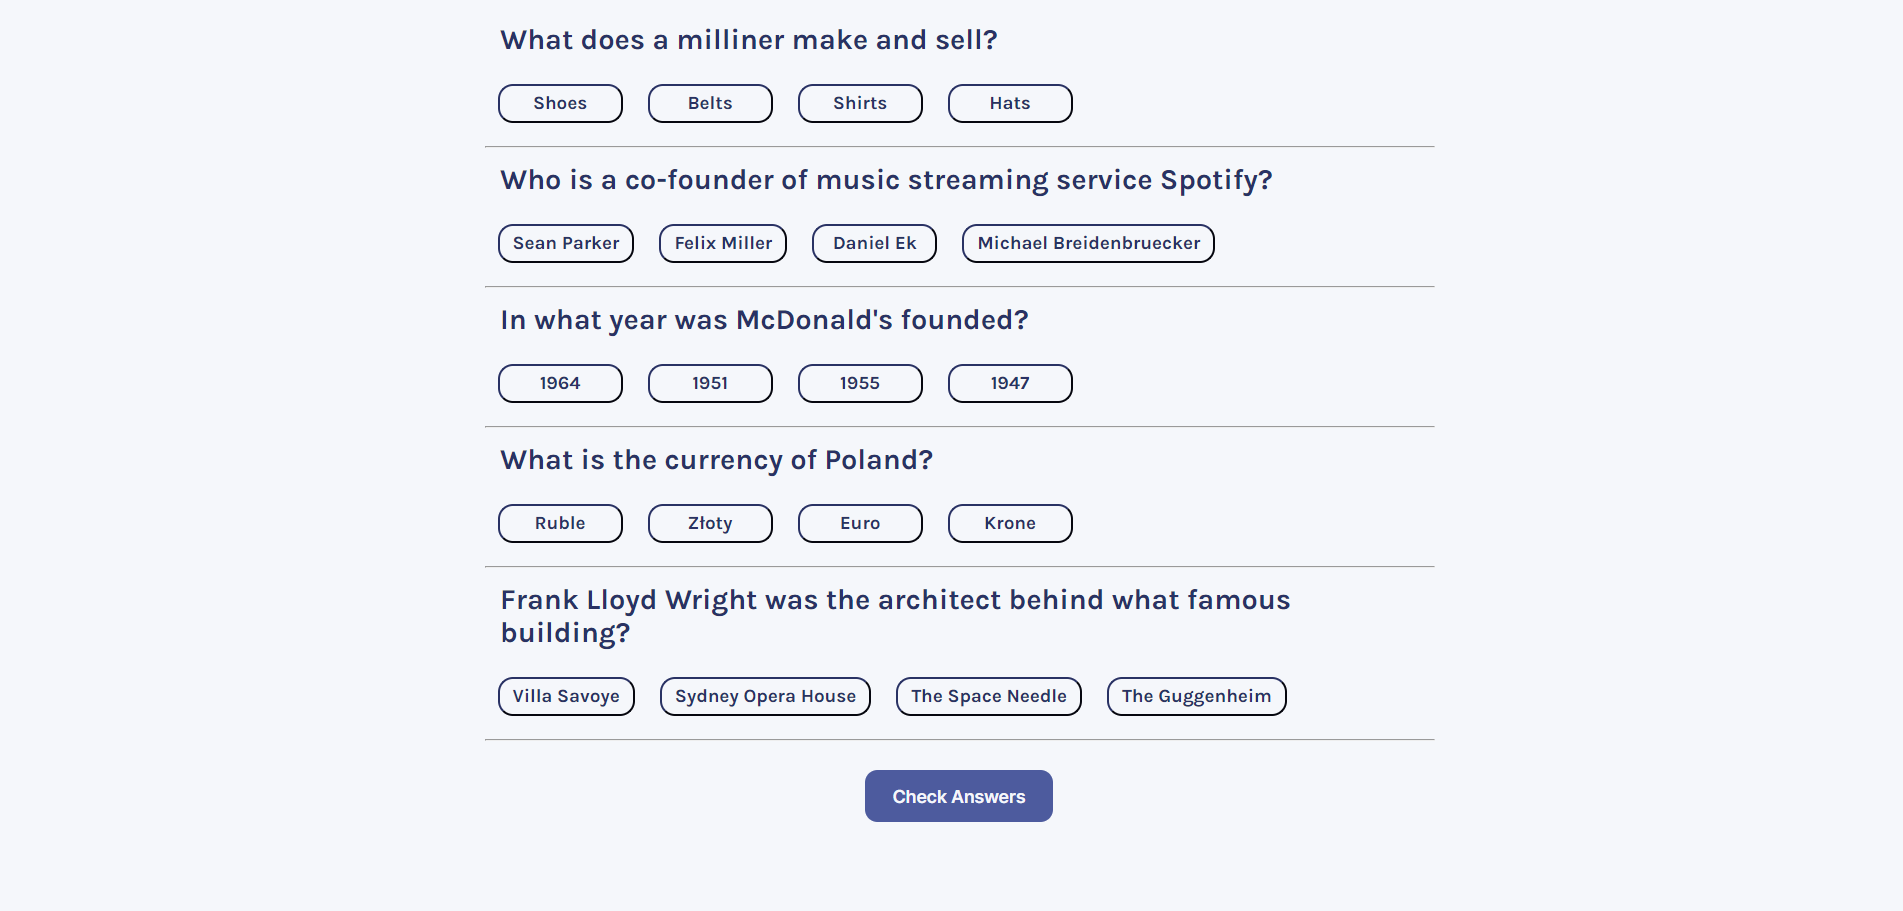 What does a milliner make and sell?
Shoes Belts Shirts Hats
Who is a co-founder of music streaming service Spotify?
Sean Parker Felix Miller Daniel Ek Michael Breidenbruecker
In what year was McDonald's founded?
1964 1951 1955 1947
What is the currency of Poland?
Ruble Złoty Euro Krone
Frank Lloyd Wright was the architect behind what famous
building?
Villa Savoye Sydney Opera House The Space Needle The Guggenheim
Check Answers